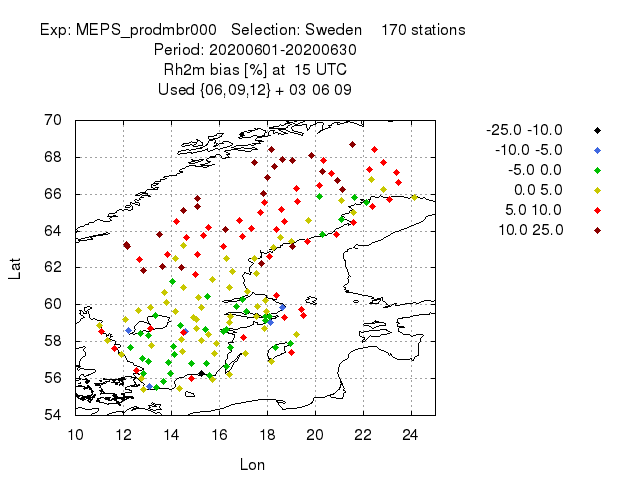 Exp: MEPS_prodmbr000 Selection: Sweden 170 stations
Period: 20200601-20200630
Rh2m bias [%] at 15 UTC
Used {06,09,12} + 03 06 09
-25.0 -10.0
-10.0 -5.0
-5.0 0.0
0.0 5.0
5.0 10.0
10.0 25.0
Lat
70
68
66
64
62
60
58
56
54
10 12 14 16 18 20 22 24
Lon